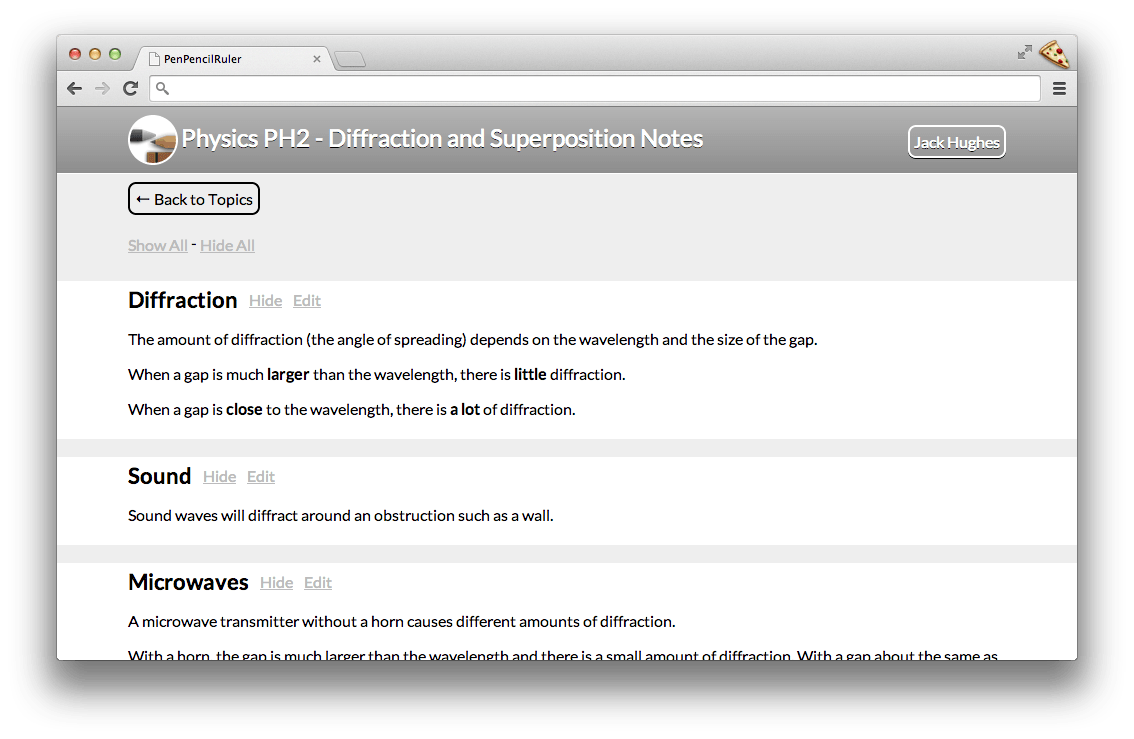 PenPencilRuler
Physics PH2 - Diffraction and Superposition Notes
Jack Hughes
← Back to Topics
Show All - Hide All
Diffraction Hide Edit
The amount of diffraction (the angle of spreading) depends on the wavelength and the size of the gap.
When a gap is much larger than the wavelength, there is little diffraction.
When a gap is close to the wavelength, there is a lot of diffraction.
Sound Hide Edit
Sound waves will diffract around an obstruction such as a wall.
Microwaves Hide Edit
A microwave transmitter without a horn causes different amounts of diffraction.
With a horn, the gap is much larger than the wavelength and there is a small amount of diffraction. With a gap about the same as